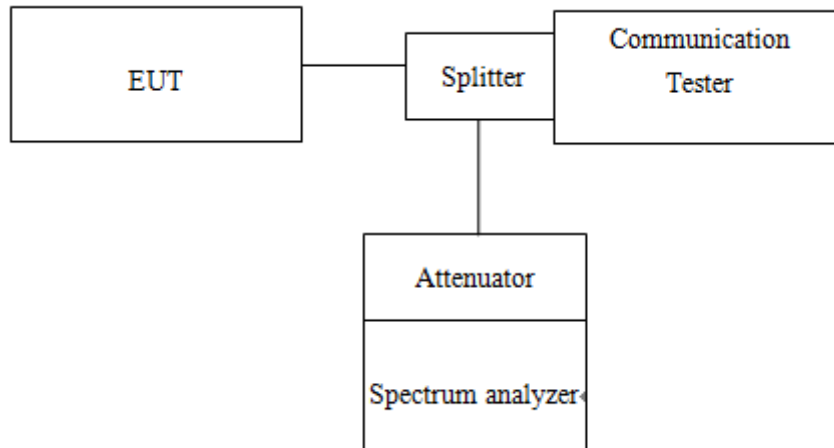 EUT
Splitter
Communication
Tester
Attenuator
Spectrum analyzer